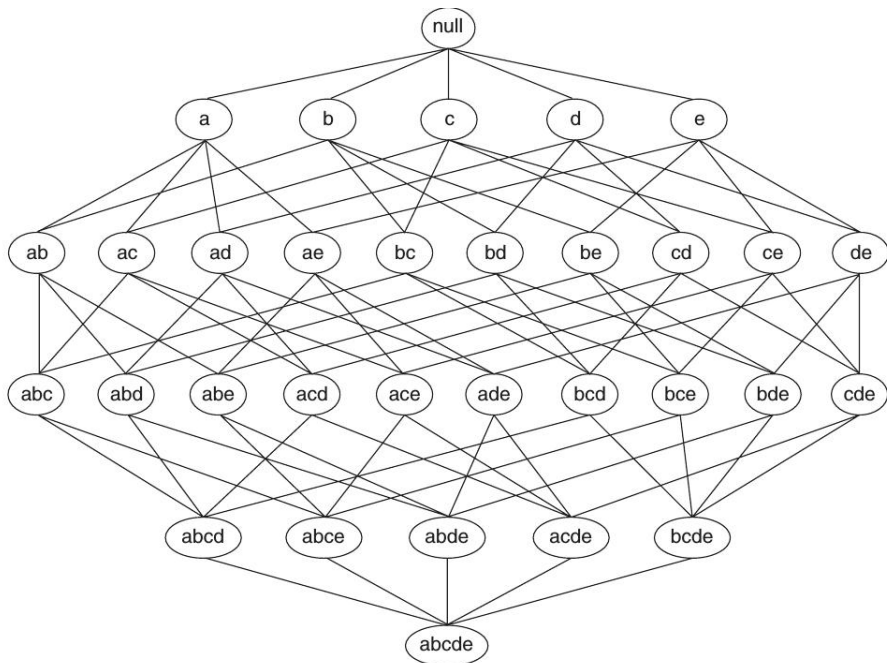 null
a b c d e
ab ac ad ae bc bd be cd ce de
abc abd abe acd ace ade bcd bce bde cde
abcd abce abde acde bcde
abcde